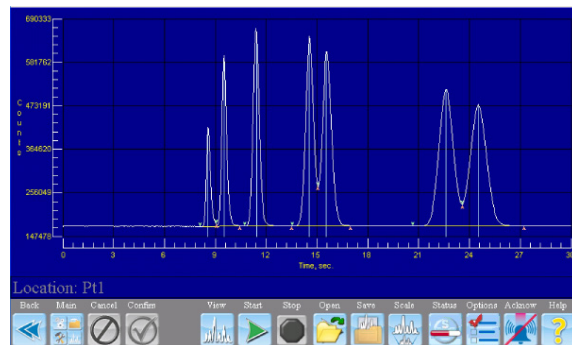 690333
581762
473191
364620
256049
147478
Counts
0 3 6 9 12 15 18 21 24 27 30
Time, sec.
Location: Pt1
Back Main Cancel Confirm View Start Stop Open Save Scale Status Options Acknow Help